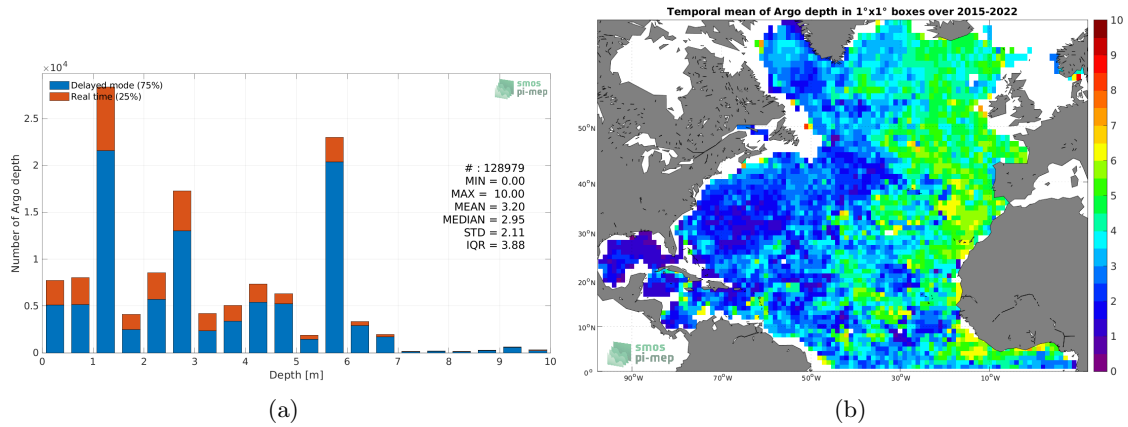 ×10⁴
Delayed mode (75%)
Real time (25%)
smos
pi-mep
# : 128979
MIN = 0.00
MAX = 10.00
MEAN = 3.20
MEDIAN = 2.95
STD = 2.11
IQR = 3.88
Number of Argo depth
2.5
2
1.5
1
0.5
0
0 1 2 3 4 5 6 7 8 9 10
Depth [m]
(a)
Temporal mean of Argo depth in 1°x1° boxes over 2015-2022
50°N
40°N
30°N
20°N
10°N
0°
90°W 70°W 50°W 30°W 10°W
smos
pi-mep
10
9
8
7
6
5
4
3
2
1
0
(b)